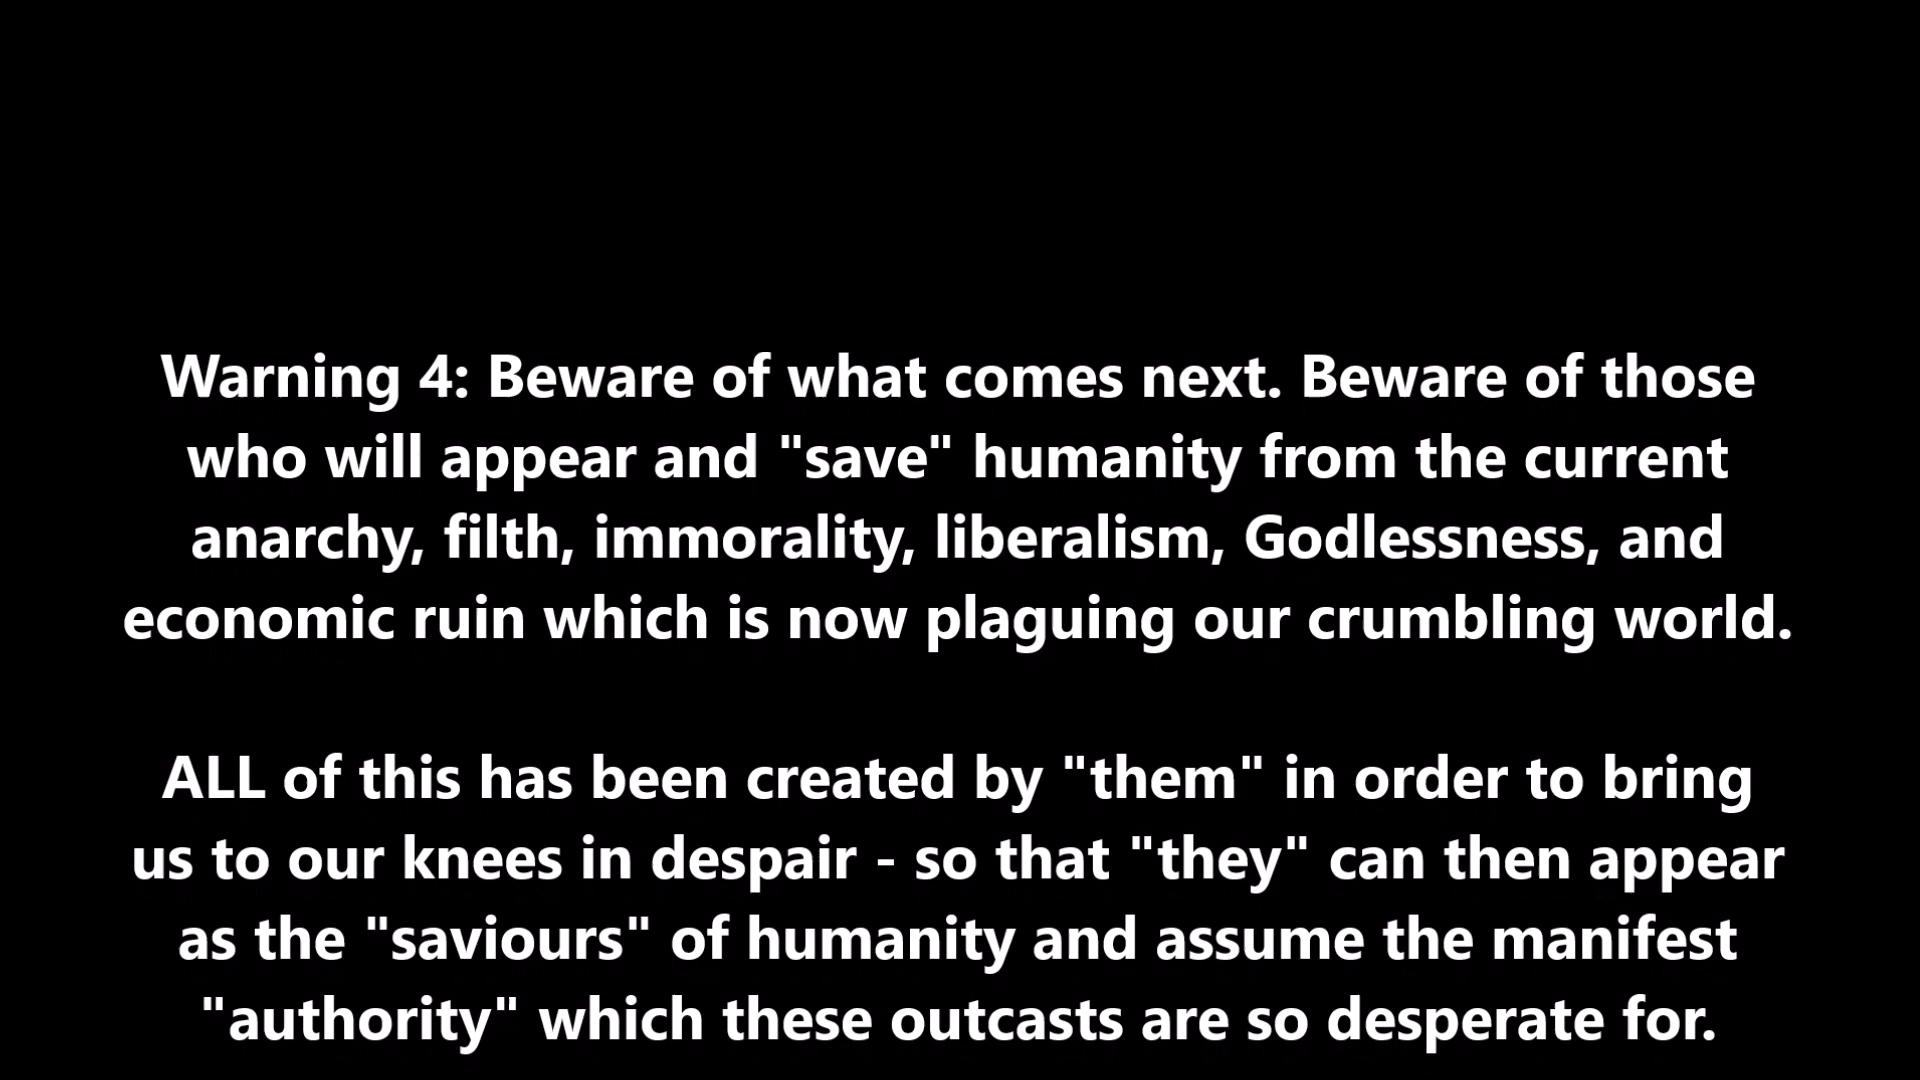 Warning 4: Beware of what comes next. Beware of those
who will appear and "save" humanity from the current
anarchy, filth, immorality, liberalism, Godlessness, and
economic ruin which is now plaguing our crumbling world.
ALL of this has been created by "them" in order to bring
us to our knees in despair - so that "they" can then appear
as the "saviours" of humanity and assume the manifest
"authority" which these outcasts are so desperate for.